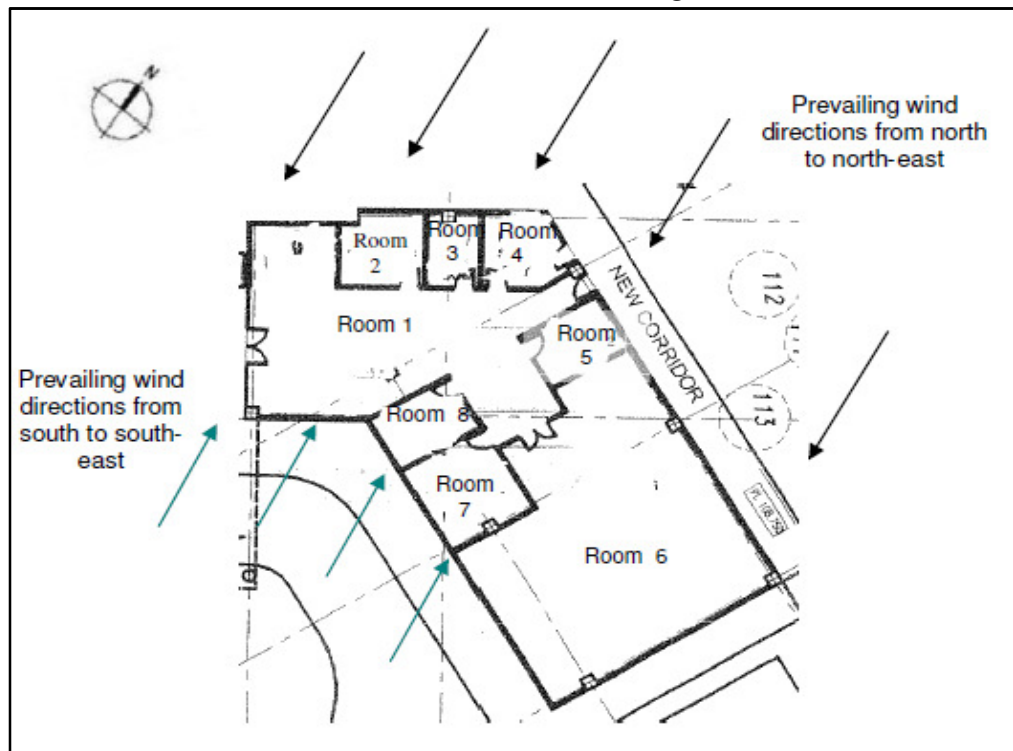 N
Prevailing wind
directions from north
to north-east
Room
2
Room
3
Room
4
NEW CORRIDOR
112
Room 1
Room
5
Prevailing wind
directions from
south to south-
east
Room 8
113
Room
7
Room 6